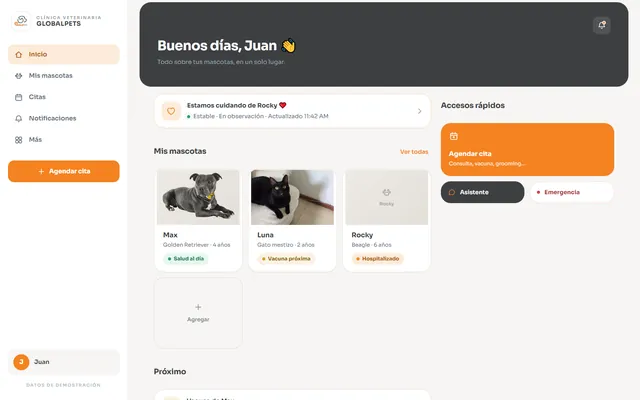 CLÍNICA VETERINARIA
GLOBALPETS
Inicio
Mis mascotas
Citas
Notificaciones
Más
+ Agendar cita
J Juan
DATOS DE DEMOSTRACIÓN
Buenos días, Juan 👋
Todo sobre tus mascotas, en un solo lugar.
Estamos cuidando de Rocky ❤️
Estable · En observación · Actualizado 11:42 AM
Mis mascotas
Ver todas
Max
Golden Retriever · 4 años
Salud al día
Luna
Gato mestizo · 2 años
Vacuna próxima
Rocky
Rocky
Beagle · 6 años
Hospitalizado
+
Agregar
Próximo
Accesos rápidos
Agendar cita
Consulta, vacuna, grooming...
Asistente
Emergencia